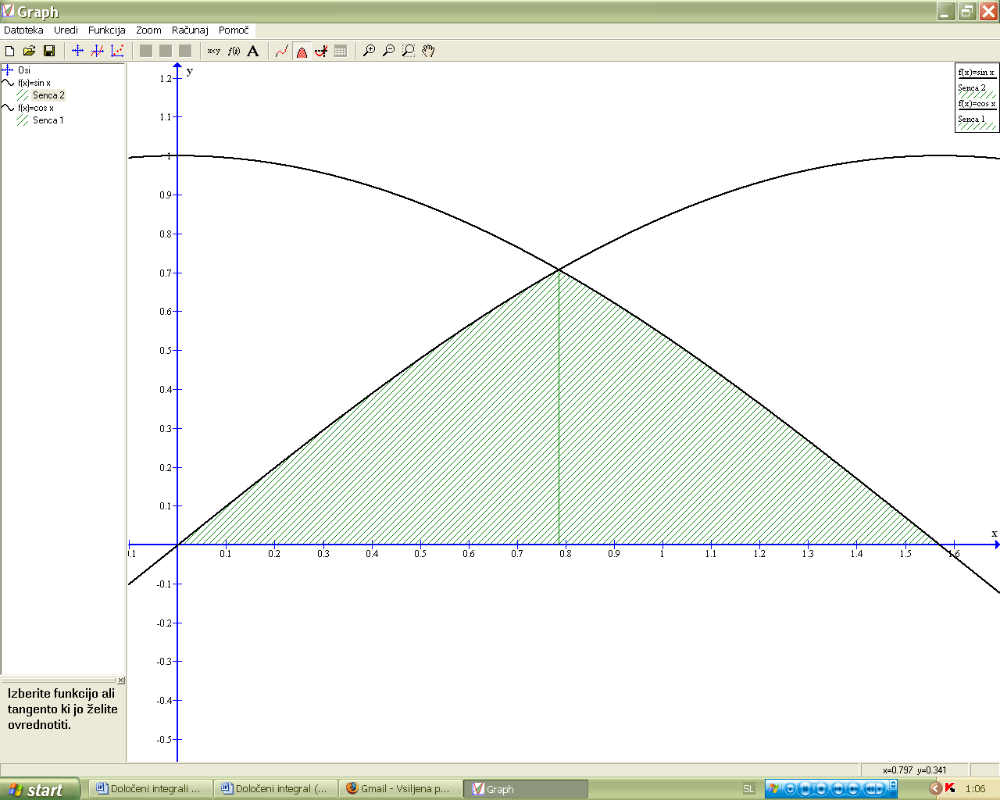 Graph
Datoteka Uredi Funkcija Zoom Računaj Pomoč
x<y f(x) A
Osi
f(x)=sin x
Senca 2
f(x)=cos x
Senca 1
y
1.2
1.1
1
0.9
0.8
0.7
0.6
0.5
0.4
0.3
0.2
0.1
-0.1
-0.2
-0.3
-0.4
-0.5
x
0.1 0.2 0.3 0.4 0.5 0.6 0.7 0.8 0.9 1 1.1 1.2 1.3 1.4 1.5 1.6
f(x)=sin x
Senca 2
f(x)=cos x
Senca 1
Izberite funkcijo ali
tangento ki jo želite
ovrednotiti.
x=0.797 y=0.341
start Določeni integrali ... Določeni integral (... Gmail - Vsiljena p... Graph SL 1:06